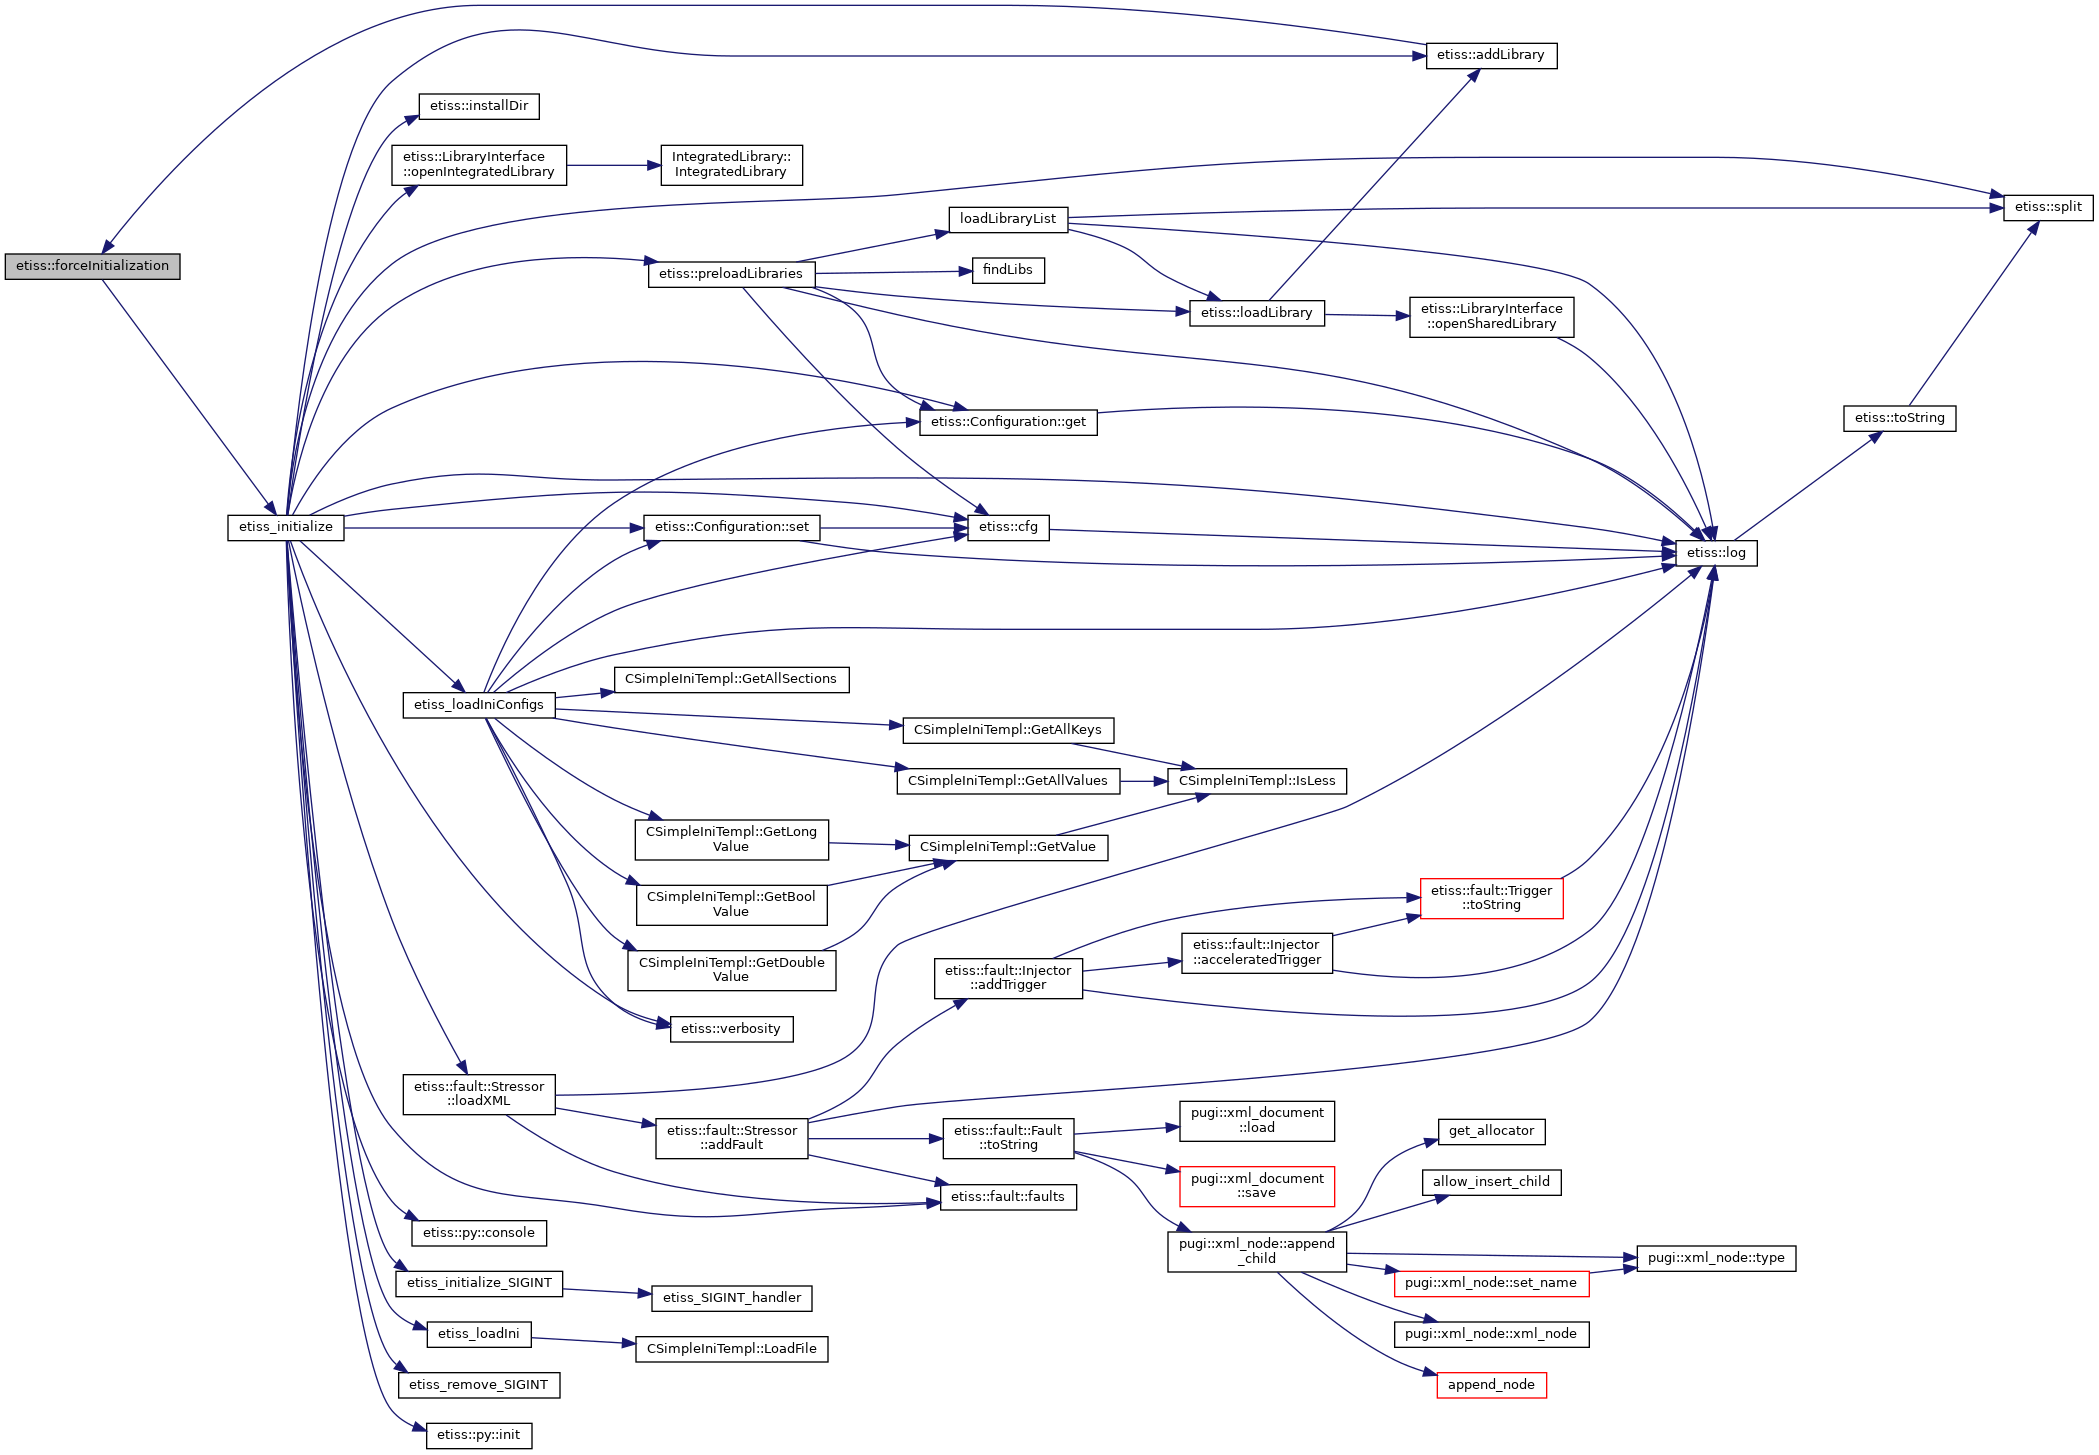 etiss::forceInitialization
etiss_initialize
etiss::addLibrary
etiss::installDir
etiss::LibraryInterface
::openIntegratedLibrary
IntegratedLibrary::
IntegratedLibrary
etiss::split
loadLibraryList
etiss::preloadLibraries
findLibs
etiss::loadLibrary
etiss::LibraryInterface
::openSharedLibrary
etiss::Configuration::get
etiss::toString
etiss::Configuration::set
etiss::cfg
etiss::log
etiss_loadIniConfigs
CSimpleIniTempl::GetAllSections
CSimpleIniTempl::GetAllKeys
CSimpleIniTempl::GetAllValues
CSimpleIniTempl::IsLess
CSimpleIniTempl::GetLong
Value
CSimpleIniTempl::GetValue
CSimpleIniTempl::GetBool
Value
CSimpleIniTempl::GetDouble
Value
etiss::verbosity
etiss::fault::Trigger
::toString
etiss::fault::Injector
::acceleratedTrigger
etiss::fault::Injector
::addTrigger
etiss::fault::Stressor
::loadXML
etiss::fault::Stressor
::addFault
etiss::fault::Fault
::toString
etiss::fault::faults
pugi::xml_document
::load
pugi::xml_document
::save
pugi::xml_node::append
_child
get_allocator
allow_insert_child
pugi::xml_node::type
pugi::xml_node::set_name
pugi::xml_node::xml_node
append_node
etiss::py::console
etiss_initialize_SIGINT
etiss_SIGINT_handler
etiss_loadIni
CSimpleIniTempl::LoadFile
etiss_remove_SIGINT
etiss::py::init